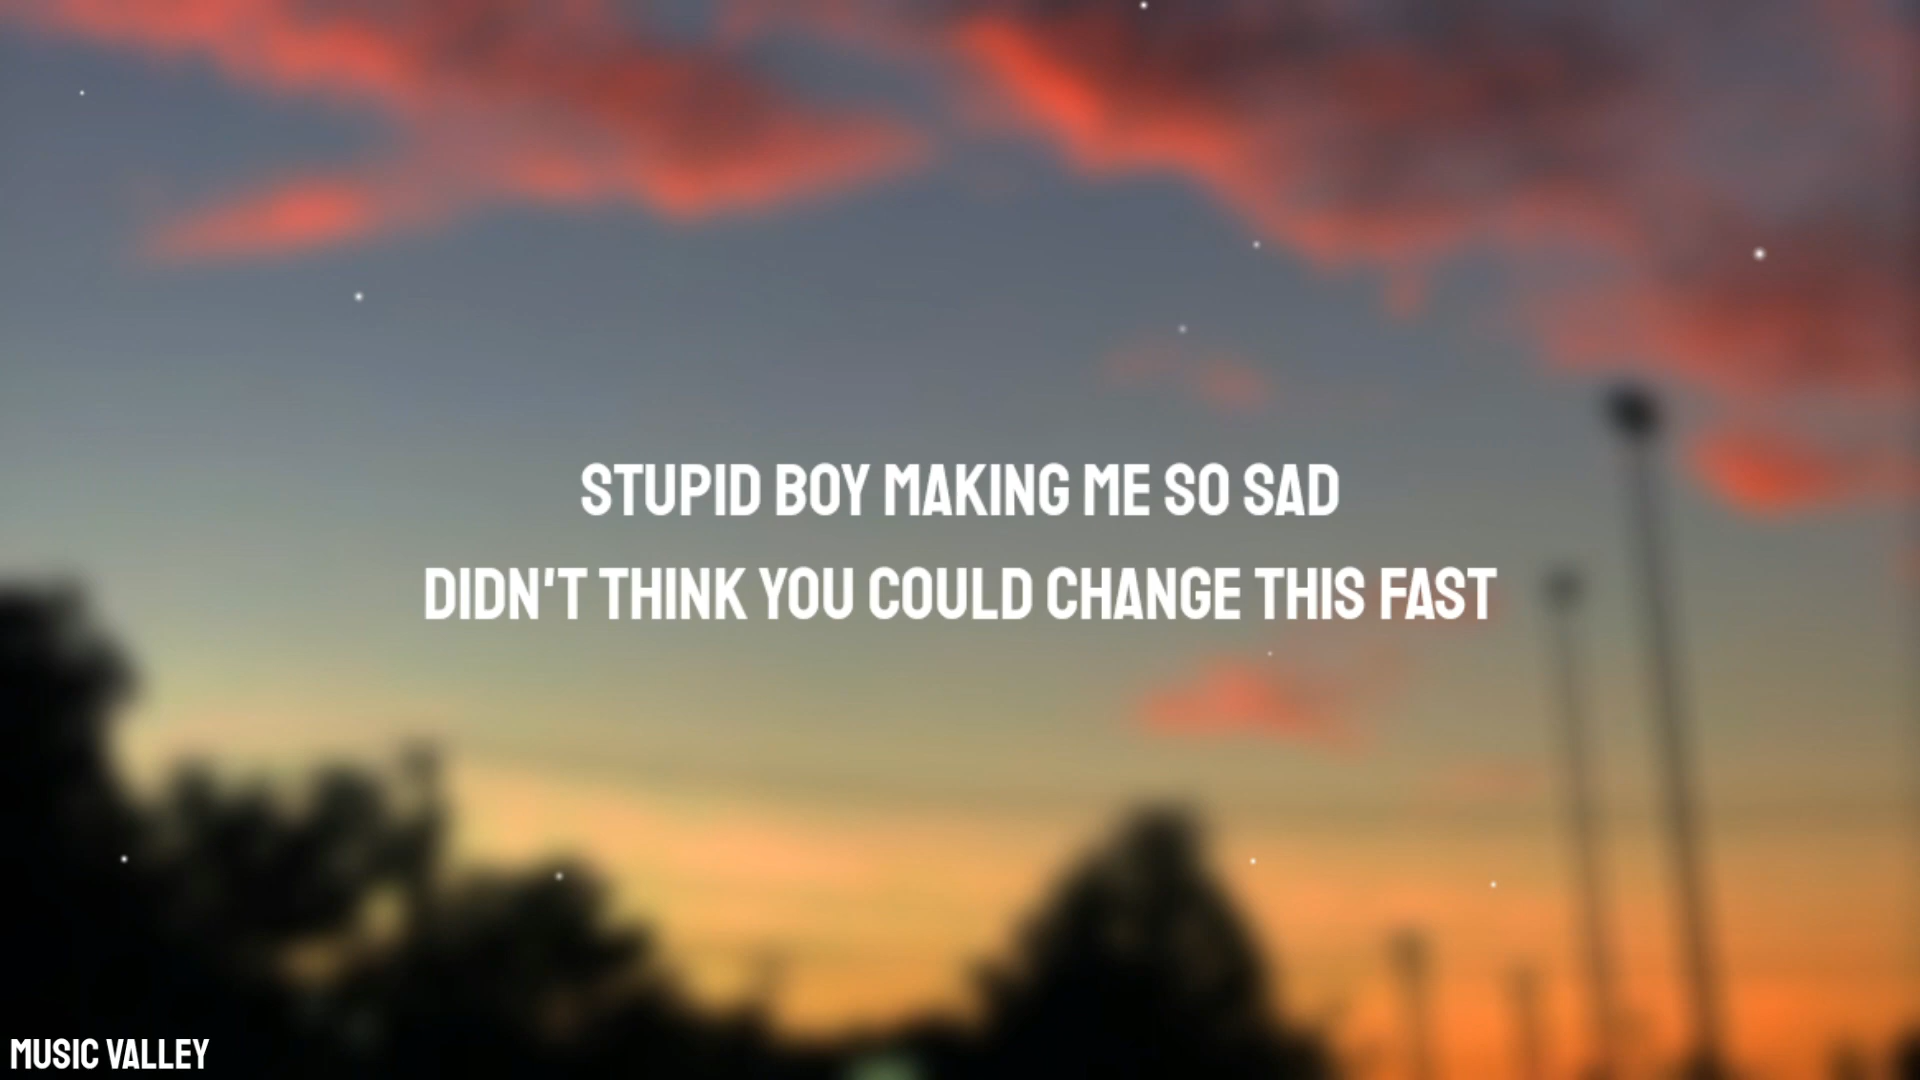 STUPID BOY MAKING ME SO SAD
DIDN'T THINK YOU COULD CHANGE THIS FAST
MUSIC VALLEY